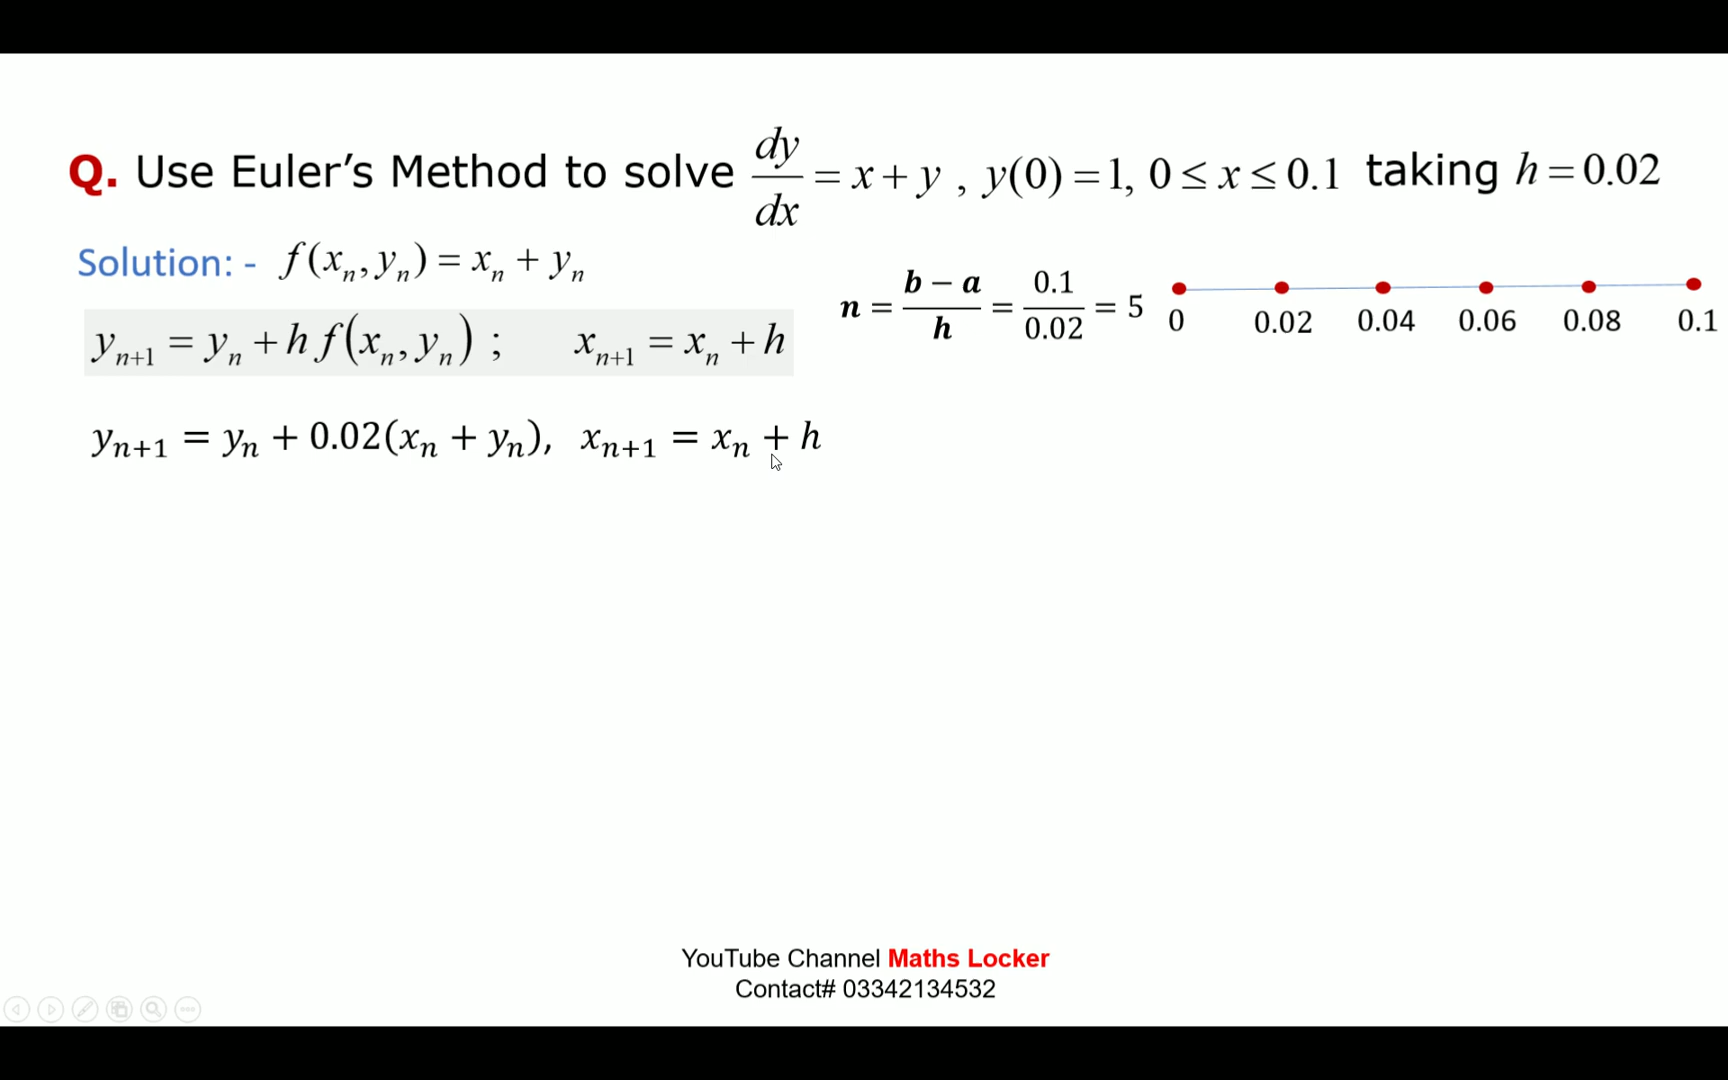 Q. Use Euler’s Method to solve dy/dx = x + y , y(0) = 1, 0 ≤ x ≤ 0.1 taking h = 0.02
Solution: - f(xₙ, yₙ) = xₙ + yₙ
yₙ₊₁ = yₙ + h f(xₙ, yₙ) ; xₙ₊₁ = xₙ + h
n = b − a / h = 0.1 / 0.02 = 5
0 0.02 0.04 0.06 0.08 0.1
yₙ₊₁ = yₙ + 0.02(xₙ + yₙ), xₙ₊₁ = xₙ + h
YouTube Channel Maths Locker
Contact# 03342134532